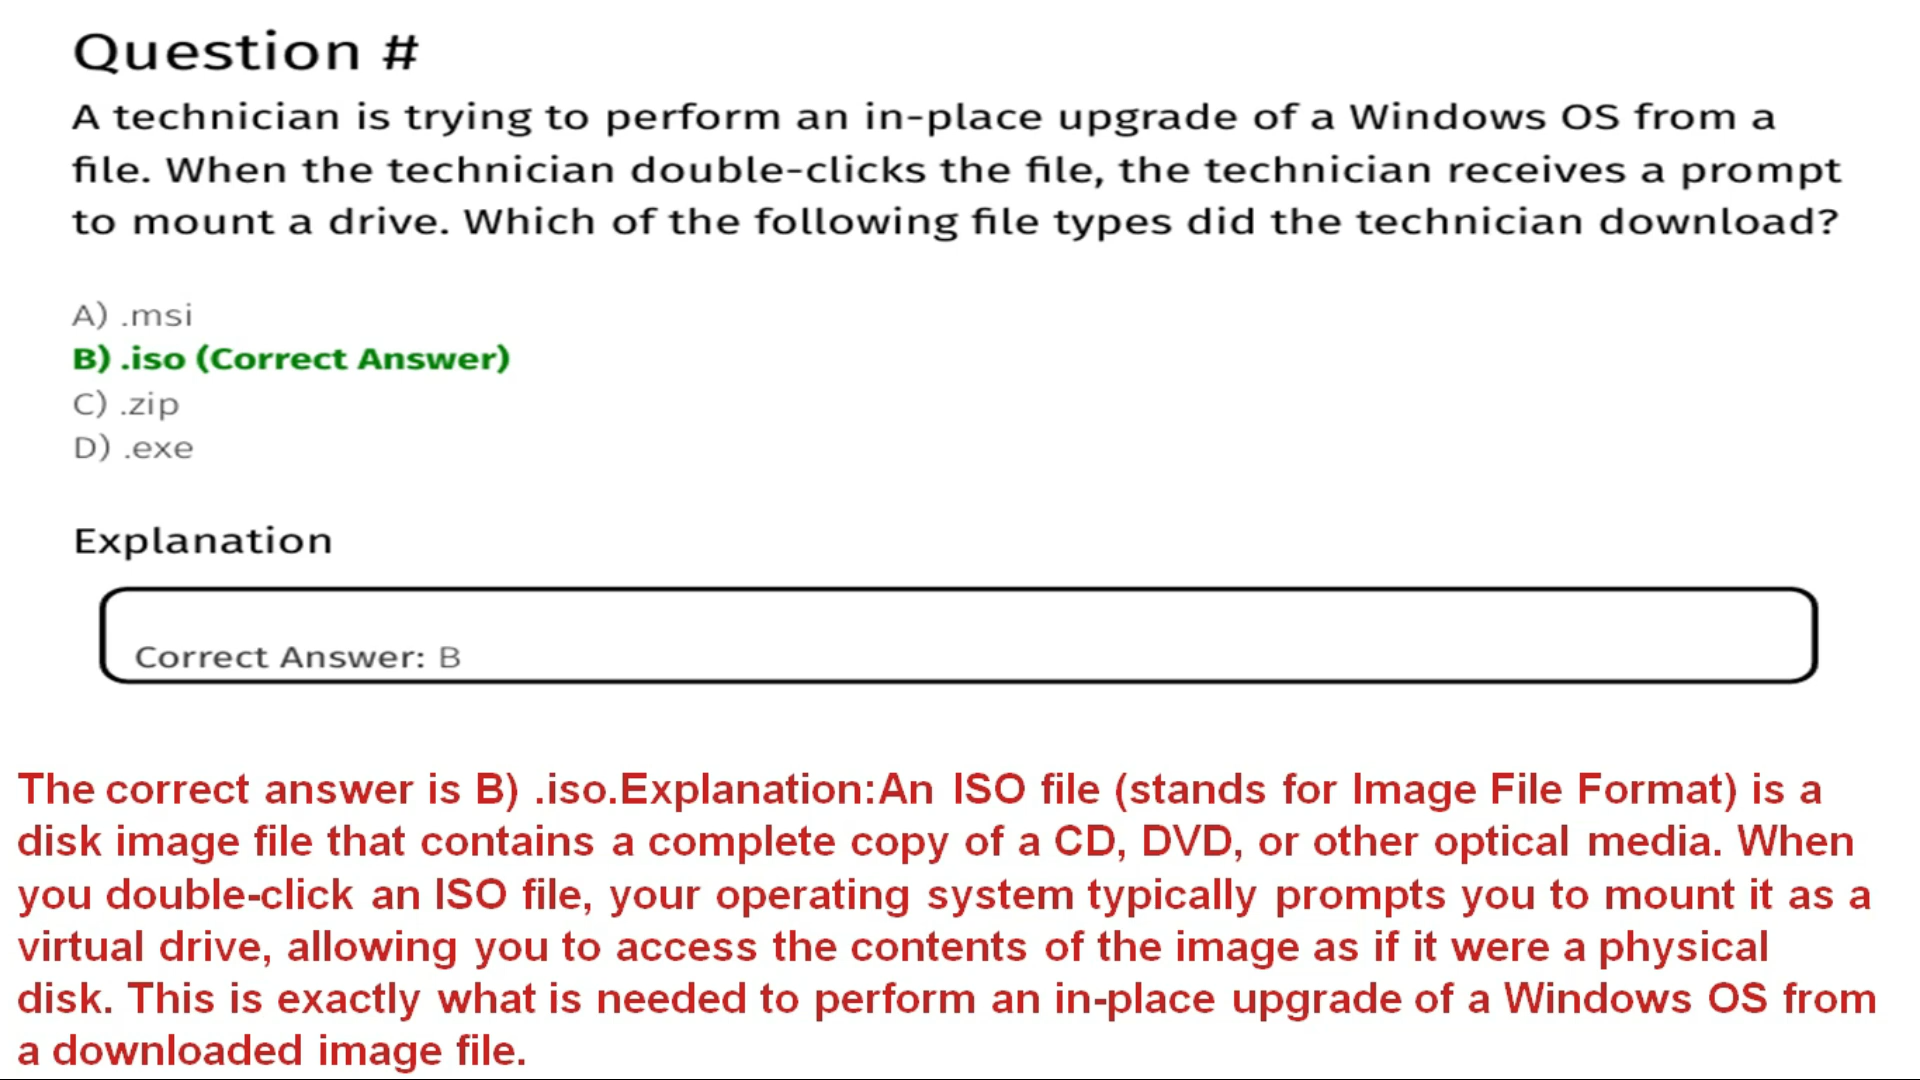 Question #
A technician is trying to perform an in-place upgrade of a Windows OS from a
file. When the technician double-clicks the file, the technician receives a prompt
to mount a drive. Which of the following file types did the technician download?
A) .msi
B) .iso (Correct Answer)
C) .zip
D) .exe
Explanation
Correct Answer: B
The correct answer is B) .iso.Explanation:An ISO file (stands for Image File Format) is a
disk image file that contains a complete copy of a CD, DVD, or other optical media. When
you double-click an ISO file, your operating system typically prompts you to mount it as a
virtual drive, allowing you to access the contents of the image as if it were a physical
disk. This is exactly what is needed to perform an in-place upgrade of a Windows OS from
a downloaded image file.